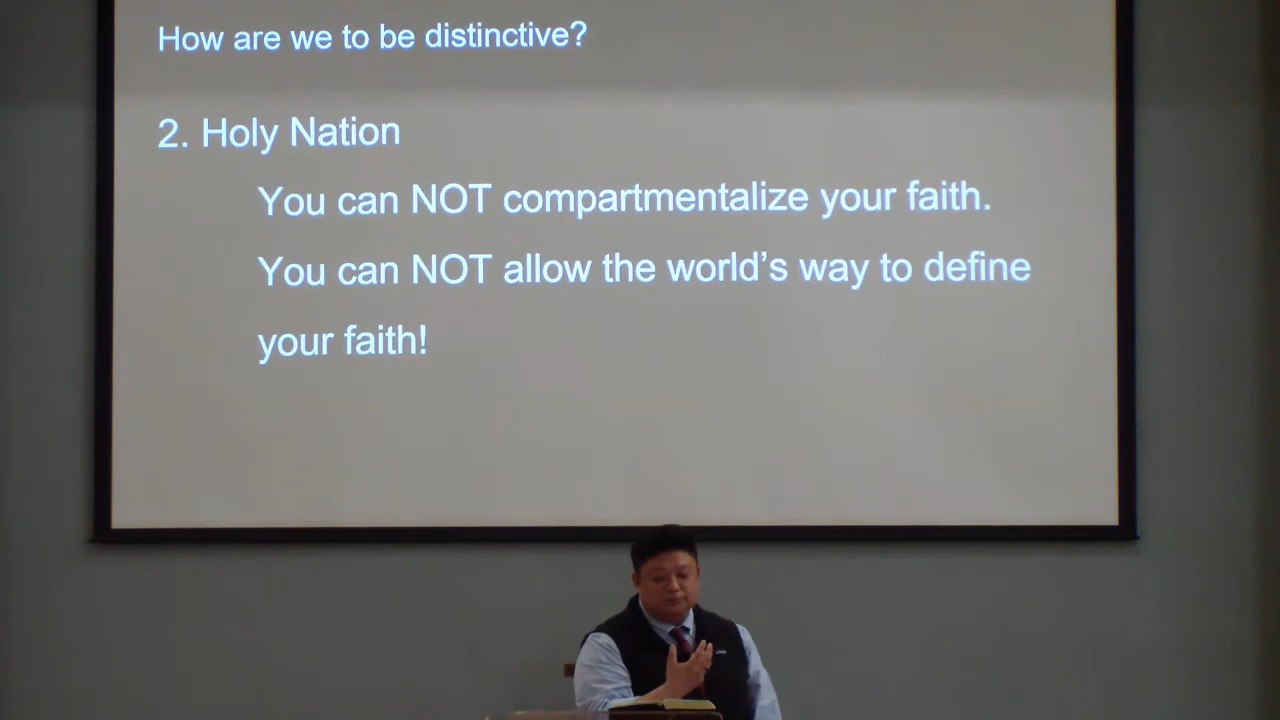 How are we to be distinctive?
2. Holy Nation
You can NOT compartmentalize your faith.
You can NOT allow the world’s way to define
your faith!